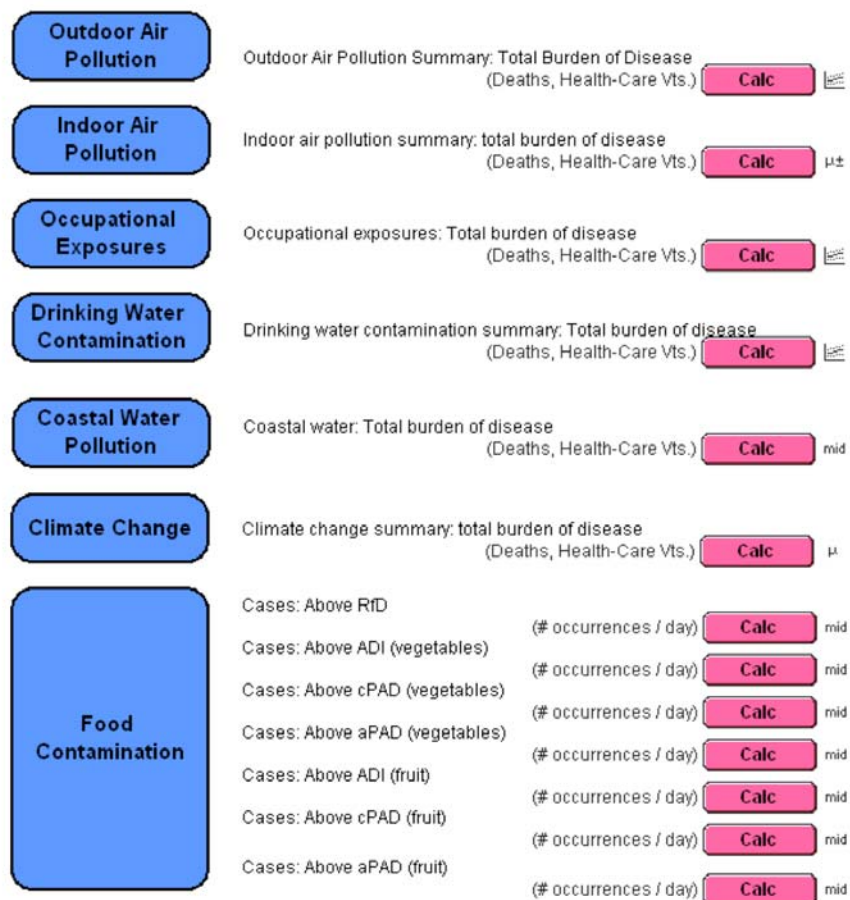 Outdoor Air
Pollution
Outdoor Air Pollution Summary: Total Burden of Disease
(Deaths, Health-Care Vts.) Calc
Indoor Air
Pollution
Indoor air pollution summary: total burden of disease
(Deaths, Health-Care Vts.) Calc μ±
Occupational
Exposures
Occupational exposures: Total burden of disease
(Deaths, Health-Care Vts.) Calc
Drinking Water
Contamination
Drinking water contamination summary: Total burden of disease
(Deaths, Health-Care Vts.) Calc
Coastal Water
Pollution
Coastal water: Total burden of disease
(Deaths, Health-Care Vts.) Calc mid
Climate Change
Climate change summary: total burden of disease
(Deaths, Health-Care Vts.) Calc μ
Food
Contamination
Cases: Above RfD
(# occurrences / day) Calc mid
Cases: Above ADI (vegetables)
(# occurrences / day) Calc mid
Cases: Above cPAD (vegetables)
(# occurrences / day) Calc mid
Cases: Above aPAD (vegetables)
(# occurrences / day) Calc mid
Cases: Above ADI (fruit)
(# occurrences / day) Calc mid
Cases: Above cPAD (fruit)
(# occurrences / day) Calc mid
Cases: Above aPAD (fruit)
(# occurrences / day) Calc mid